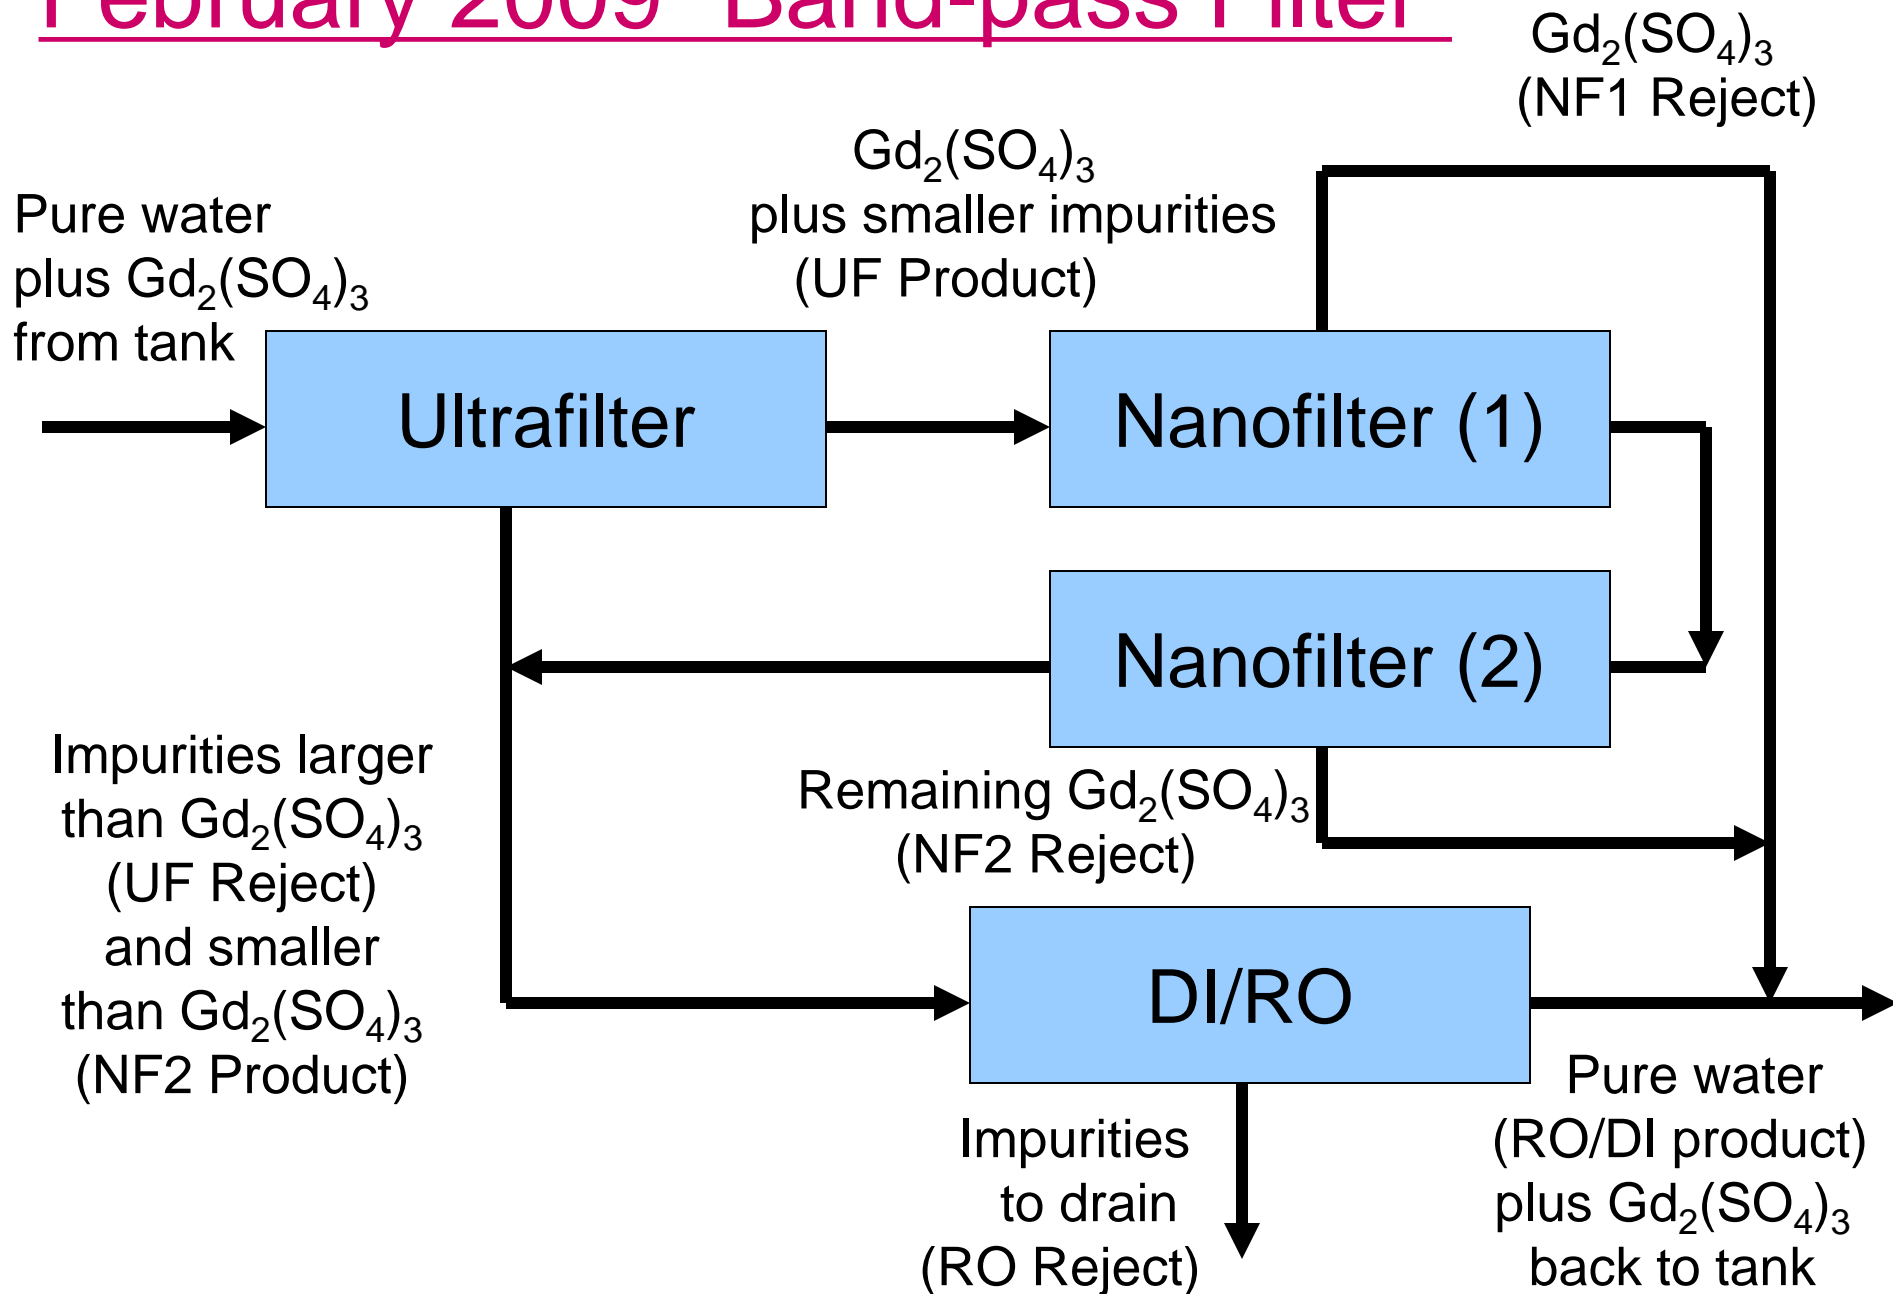 February 2009 "Band-pass Filter"
Gd₂(SO₄)₃
(NF1 Reject)
Gd₂(SO₄)₃
plus smaller impurities
(UF Product)
Pure water
plus Gd₂(SO₄)₃
from tank
Ultrafilter
Nanofilter (1)
Nanofilter (2)
Impurities larger
than Gd₂(SO₄)₃
(UF Reject)
and smaller
than Gd₂(SO₄)₃
(NF2 Product)
Remaining Gd₂(SO₄)₃
(NF2 Reject)
DI/RO
Impurities
to drain
(RO Reject)
Pure water
(RO/DI product)
plus Gd₂(SO₄)₃
back to tank